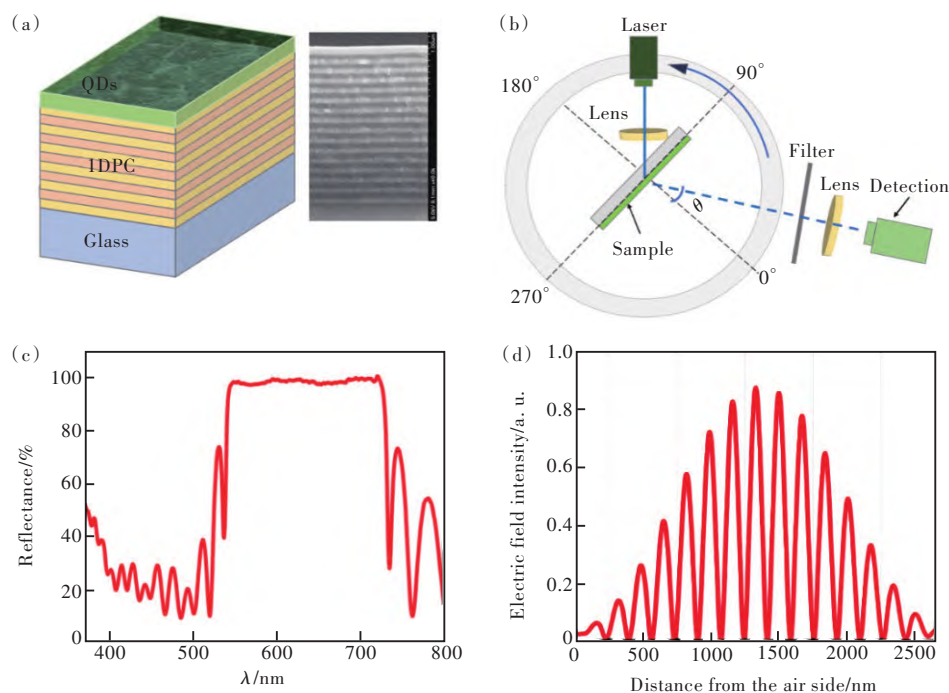 (a)
QDs
1DPC
Glass
(b)
Laser
180°
90°
Lens
Filter
Lens
Detection
θ
Sample
0°
270°
(c)
100
80
60
40
20
0
Reflectance/%
400
500
600
700
800
λ/nm
(d)
1.0
0.8
0.6
0.4
0.2
0
Electric field intensity/a. u.
0
500
1000
1500
2000
2500
Distance from the air side/nm